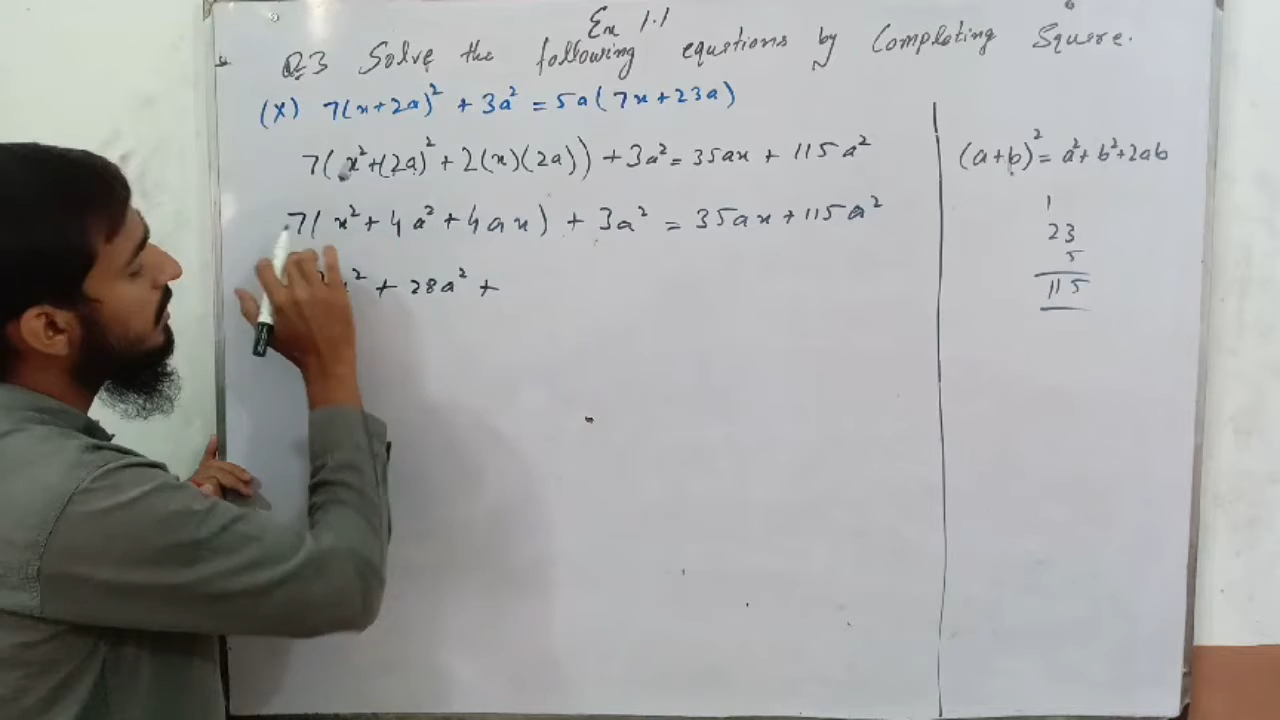 Ex 1.1
Q3 Solve the following equations by Completing Square.
(X) 7(x+2a)² + 3a² = 5a(7x+23a)
7(x²+(2a)² + 2(x)(2a)) + 3a² = 35ax + 115a²
7(x² + 4a² + 4ax) + 3a² = 35ax + 115a²
x² + 28a² +
(a+b)² = a²+b²+2ab
1
23
5
115